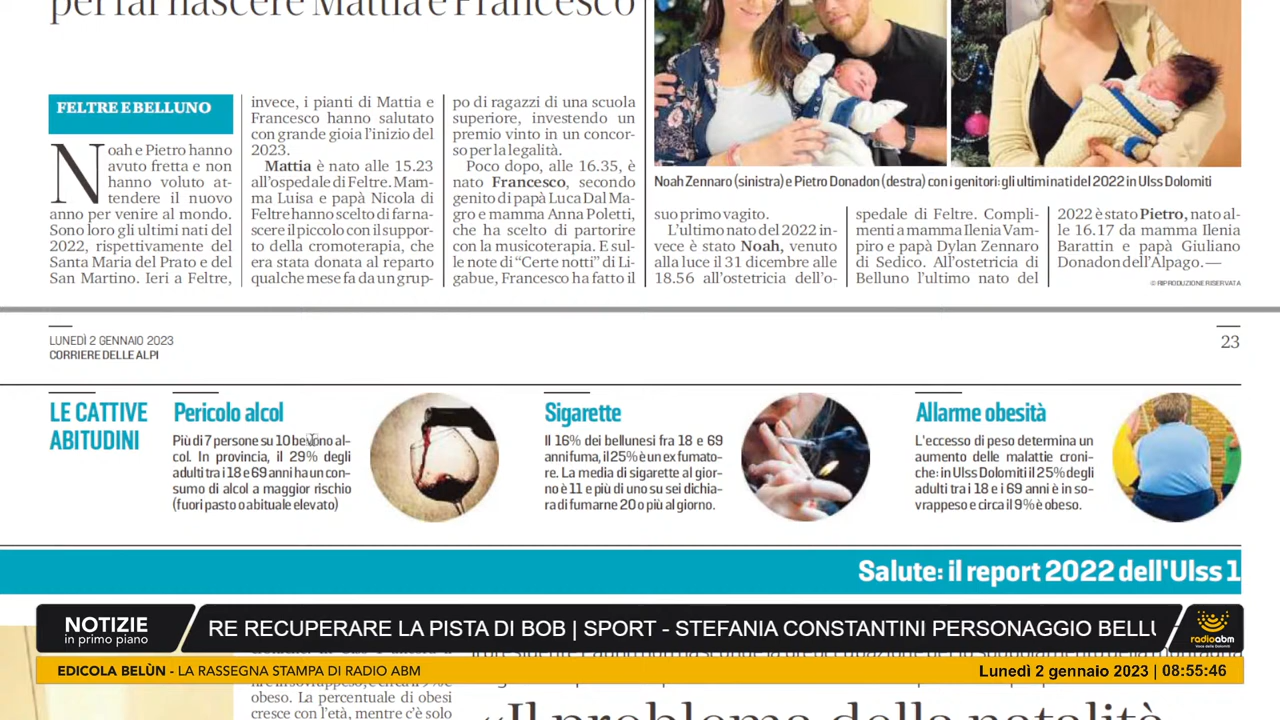 per far nascere Mattia e Francesco
FELTRE E BELLUNO
Noah e Pietro hanno
avuto fretta e non
hanno voluto at-
tendere il nuovo
anno per venire al mondo.
Sono loro gli ultimi nati del
2022, rispettivamente del
Santa Maria del Prato e del
San Martino. Ieri a Feltre,
invece, i pianti di Mattia e
Francesco hanno salutato
con grande gioia l'inizio del
2023.
Mattia è nato alle 15.23
all'ospedale di Feltre. Mam-
ma Luisa e papà Nicola di
Feltre hanno scelto di far na-
scere il piccolo con il suppor-
to della cromoterapia, che
era stata donata al reparto
qualche mese fa da un grup-
po di ragazzi di una scuola
superiore, investendo un
premio vinto in un concor-
so per la legalità.
Poco dopo, alle 16.35, è
nato Francesco, secondo
genito di papà Luca Dal Ma-
gro e mamma Anna Poletti,
che ha scelto di partorire
con la musicoterapia. E sul-
le note di “Certe notti” di Li-
gabue, Francesco ha fatto il
Noah Zennaro (sinistra) e Pietro Donadon (destra) con i genitori: gli ultimi nati del 2022 in Ulss Dolomiti
suo primo vagito.
L'ultimo nato del 2022 in-
vece è stato Noah, venuto
alla luce il 31 dicembre alle
18.56 all'ostetricia dell'o-
spedale di Feltre. Compli-
menti a mamma Ilenia Vam-
piro e papà Dylan Zennaro
di Sedico. All'ostetricia di
Belluno l'ultimo nato del
2022 è stato Pietro, nato al-
le 16.17 da mamma Ilenia
Barattin e papà Giuliano
Donadon dell'Alpago. —
© RIPRODUZIONE RISERVATA
LUNEDÌ 2 GENNAIO 2023
CORRIERE DELLE ALPI
23
LE CATTIVE
ABITUDINI
Pericolo alcol
Più di 7 persone su 10 bevono al-
col. In provincia, il 29% degli
adulti tra i 18 e 69 anni ha un con-
sumo di alcol a maggior rischio
(fuori pasto o abituale elevato)
Sigarette
Il 16% dei bellunesi fra 18 e 69
anni fuma, il 25% è un ex fumato-
re. La media di sigarette al gior-
no è 11 e più di uno su sei dichia-
ra di fumarne 20 o più al giorno.
Allarme obesità
L'eccesso di peso determina un
aumento delle malattie croni-
che: in Ulss Dolomiti il 25% degli
adulti tra i 18 e i 69 anni è in so-
vrappeso e circa il 9% è obeso.
Salute: il report 2022 dell'Ulss 1
NOTIZIE
in primo piano
RE RECUPERARE LA PISTA DI BOB | SPORT - STEFANIA CONSTANTINI PERSONAGGIO BELLU
radioabm
Voce delle Dolomiti
EDICOLA BELÙN - LA RASSEGNA STAMPA DI RADIO ABM
Lunedì 2 gennaio 2023 | 08:55:46
obeso. La percentuale di obesi
cresce con l'età, mentre c'è solo
«Il problema della natalità